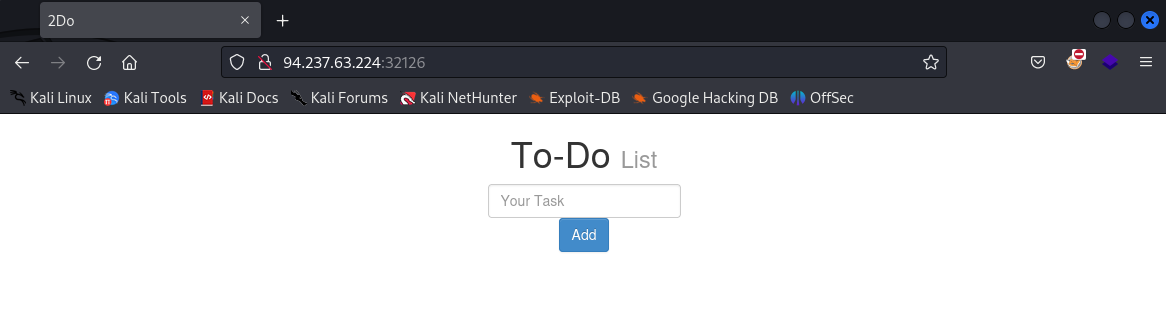 2Do
94.237.63.224:32126
Kali Linux Kali Tools Kali Docs Kali Forums Kali NetHunter Exploit-DB Google Hacking DB OffSec
To-Do List
Your Task
Add